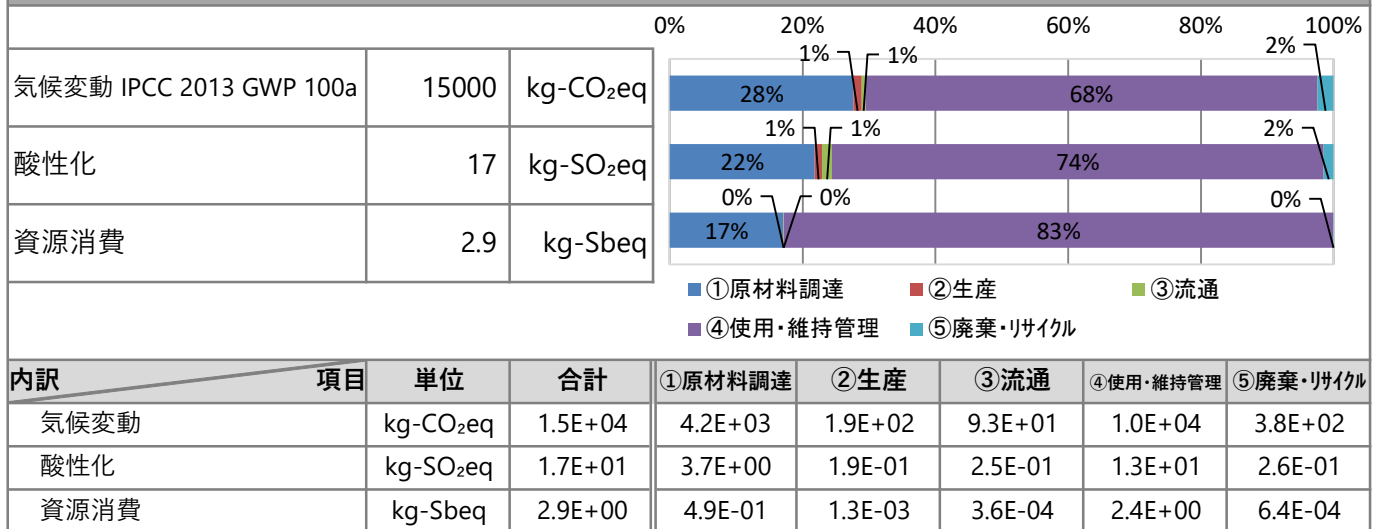 0% 20% 40% 60% 80% 100%
気候変動 IPCC 2013 GWP 100a 15000 kg-CO₂eq
1% 1% 2%
28% 68%
酸性化 17 kg-SO₂eq
1% 1% 2%
22% 74%
資源消費 2.9 kg-Sbeq
0% 0% 0%
17% 83%
①原材料調達 ②生産 ③流通
④使用・維持管理 ⑤廃棄・ﾘｻｲｸﾙ
内訳 項目 単位 合計 ①原材料調達 ②生産 ③流通 ④使用・維持管理 ⑤廃棄・ﾘｻｲｸﾙ
気候変動 kg-CO₂eq 1.5E+04 4.2E+03 1.9E+02 9.3E+01 1.0E+04 3.8E+02
酸性化 kg-SO₂eq 1.7E+01 3.7E+00 1.9E-01 2.5E-01 1.3E+01 2.6E-01
資源消費 kg-Sbeq 2.9E+00 4.9E-01 1.3E-03 3.6E-04 2.4E+00 6.4E-04